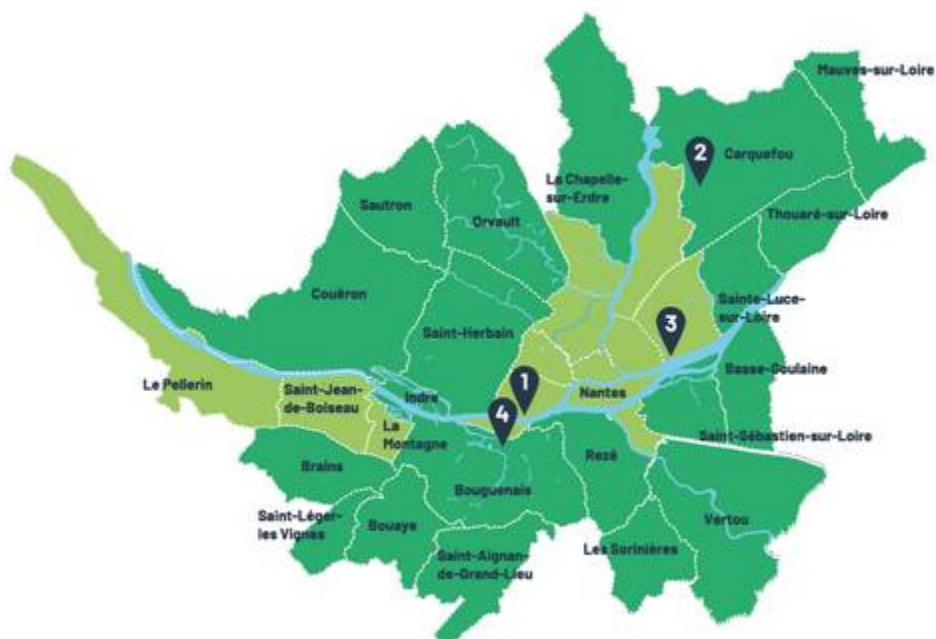 Mauves-sur-Loire
2
Carquefou
La Chapelle-
sur-Erdre
Sautron
Orvault
Thouaré-sur-Loire
Couëron
Sainte-Luce-
sur-Loire
Saint-Herbain
3
Basse-Goulaine
Le Pellerin
Saint-Jean-
de-Boiseau
Indre
1
Nantes
4
La
Montagne
Saint-Sébastien-sur-Loire
Rezé
Brains
Bouguenais
Saint-Léger-
les Vignes
Bouaye
Vertou
Les Sorinières
Saint-Aignan-
de-Grand-Lieu